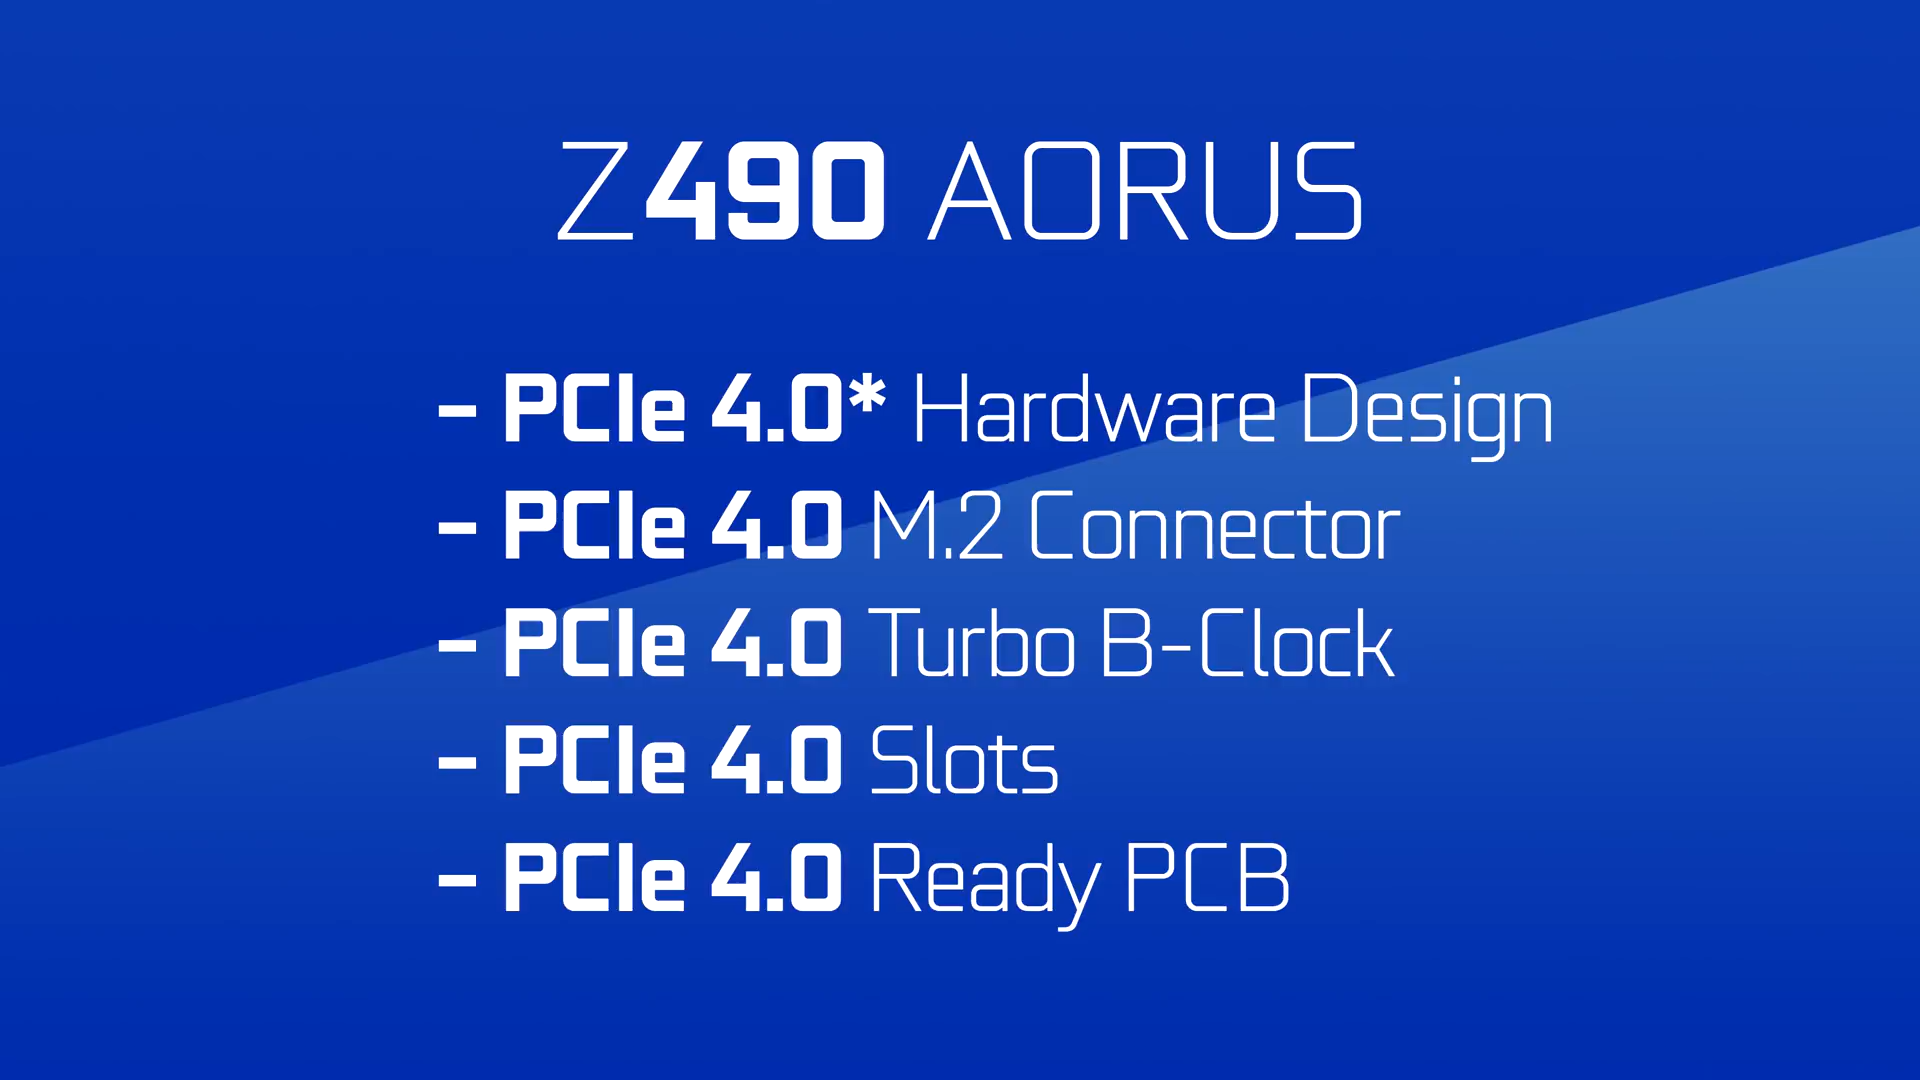 Z490 AORUS
- PCIe 4.0* Hardware Design
- PCIe 4.0 M.2 Connector
- PCIe 4.0 Turbo B-Clock
- PCIe 4.0 Slots
- PCIe 4.0 Ready PCB